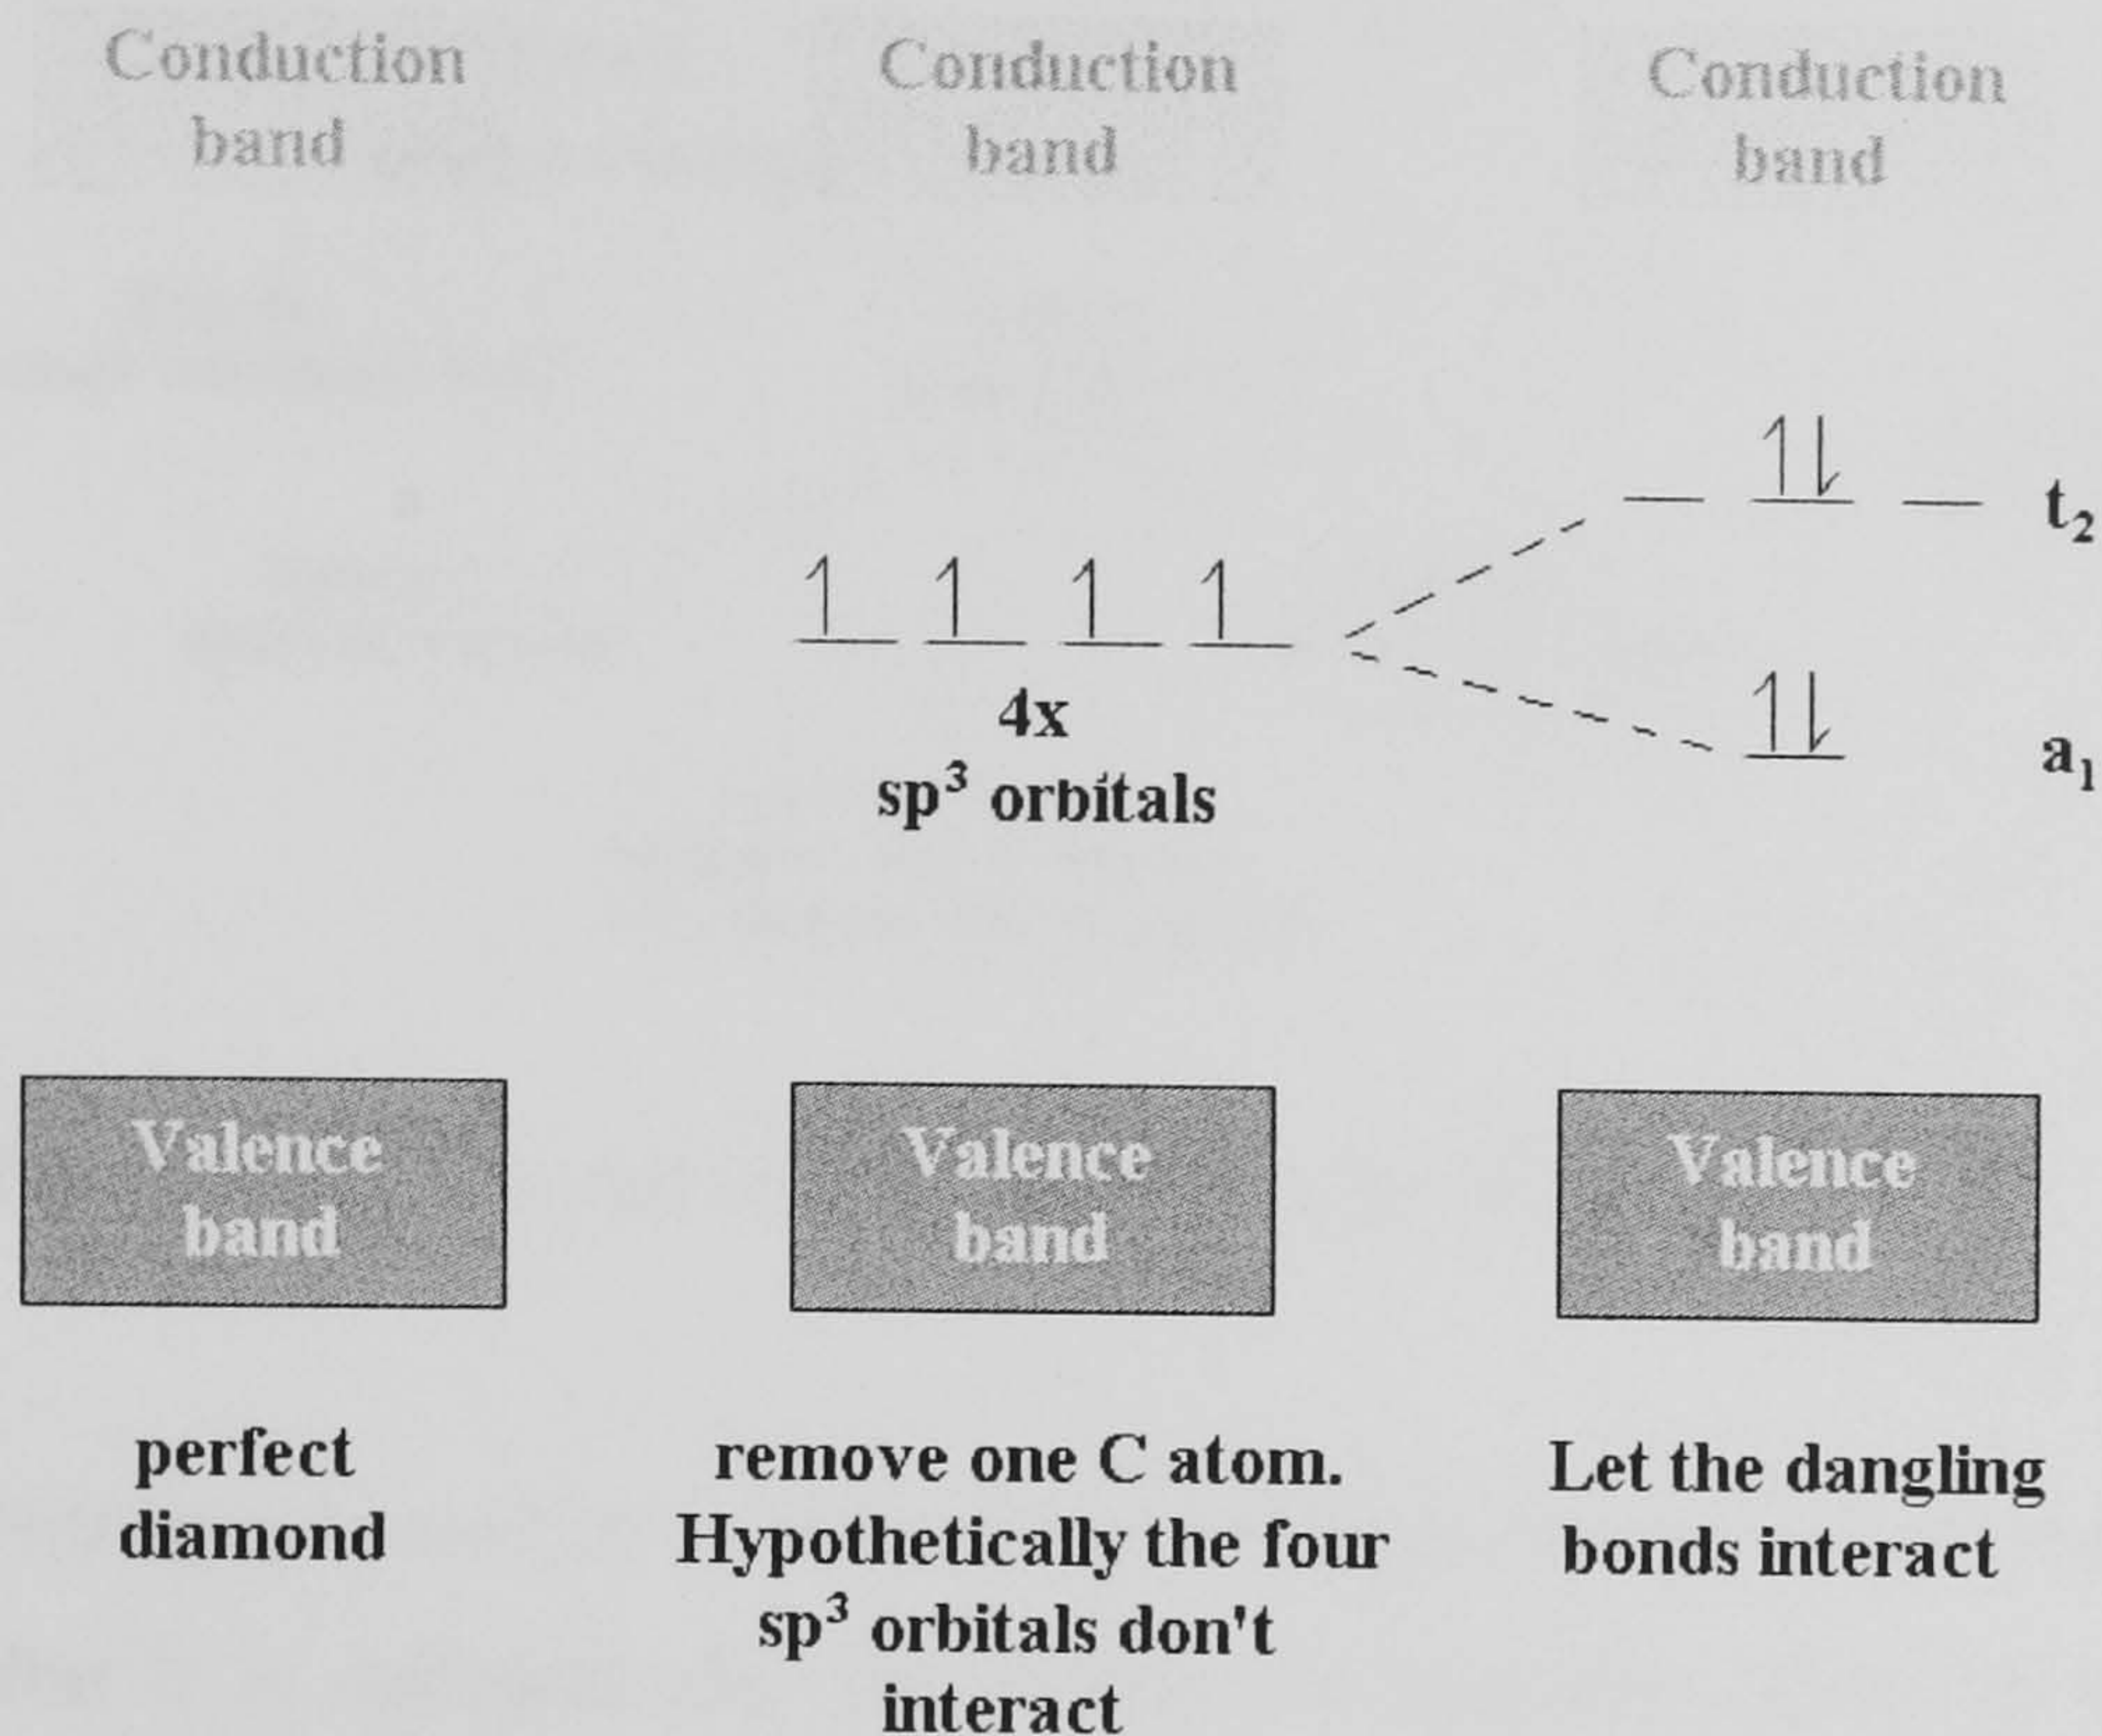 Conduction
band
Conduction
band
Conduction
band
t₂
4x
sp³ orbitals
a₁
Valence
band
Valence
band
Valence
band
perfect
diamond
remove one C atom.
Hypothetically the four
sp³ orbitals don't
interact
Let the dangling
bonds interact